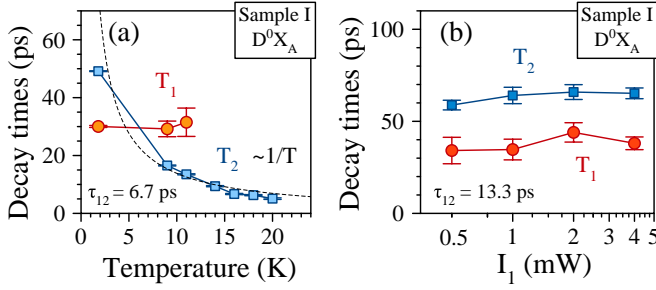 (a)
Sample I
D⁰X_A
Decay times (ps)
60
40
20
0
T₁
T₂
~1/T
τ₁₂ = 6.7 ps
0
5
10
15
20
Temperature (K)
(b)
Sample I
D⁰X_A
Decay times (ps)
100
50
0
T₂
T₁
τ₁₂ = 13.3 ps
0.5
1
2
3
4
5
I₁ (mW)